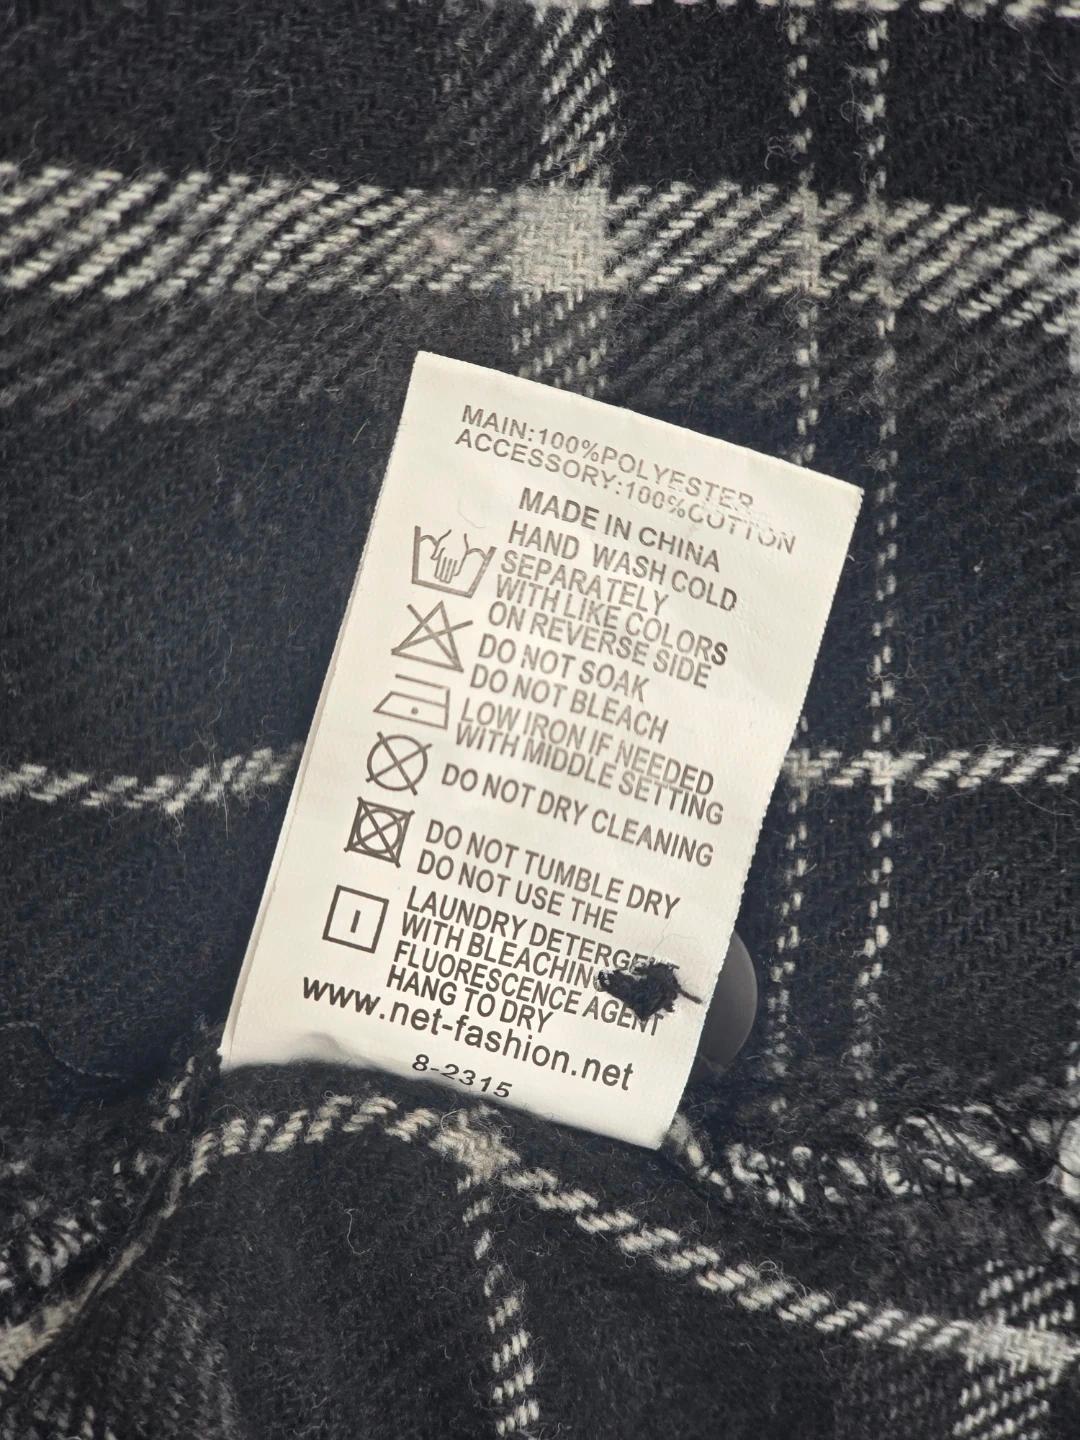 MAIN:100%POLYESTER
ACCESSORY:100%COTTON
MADE IN CHINA
HAND WASH COLD
SEPARATELY
WITH LIKE COLORS
ON REVERSE SIDE
DO NOT SOAK
DO NOT BLEACH
LOW IRON IF NEEDED
WITH MIDDLE SETTING
DO NOT DRY CLEANING
DO NOT TUMBLE DRY
DO NOT USE THE
LAUNDRY DETERGENT
WITH BLEACHING
FLUORESCENCE AGENT
HANG TO DRY
www.net-fashion.net
8-2315